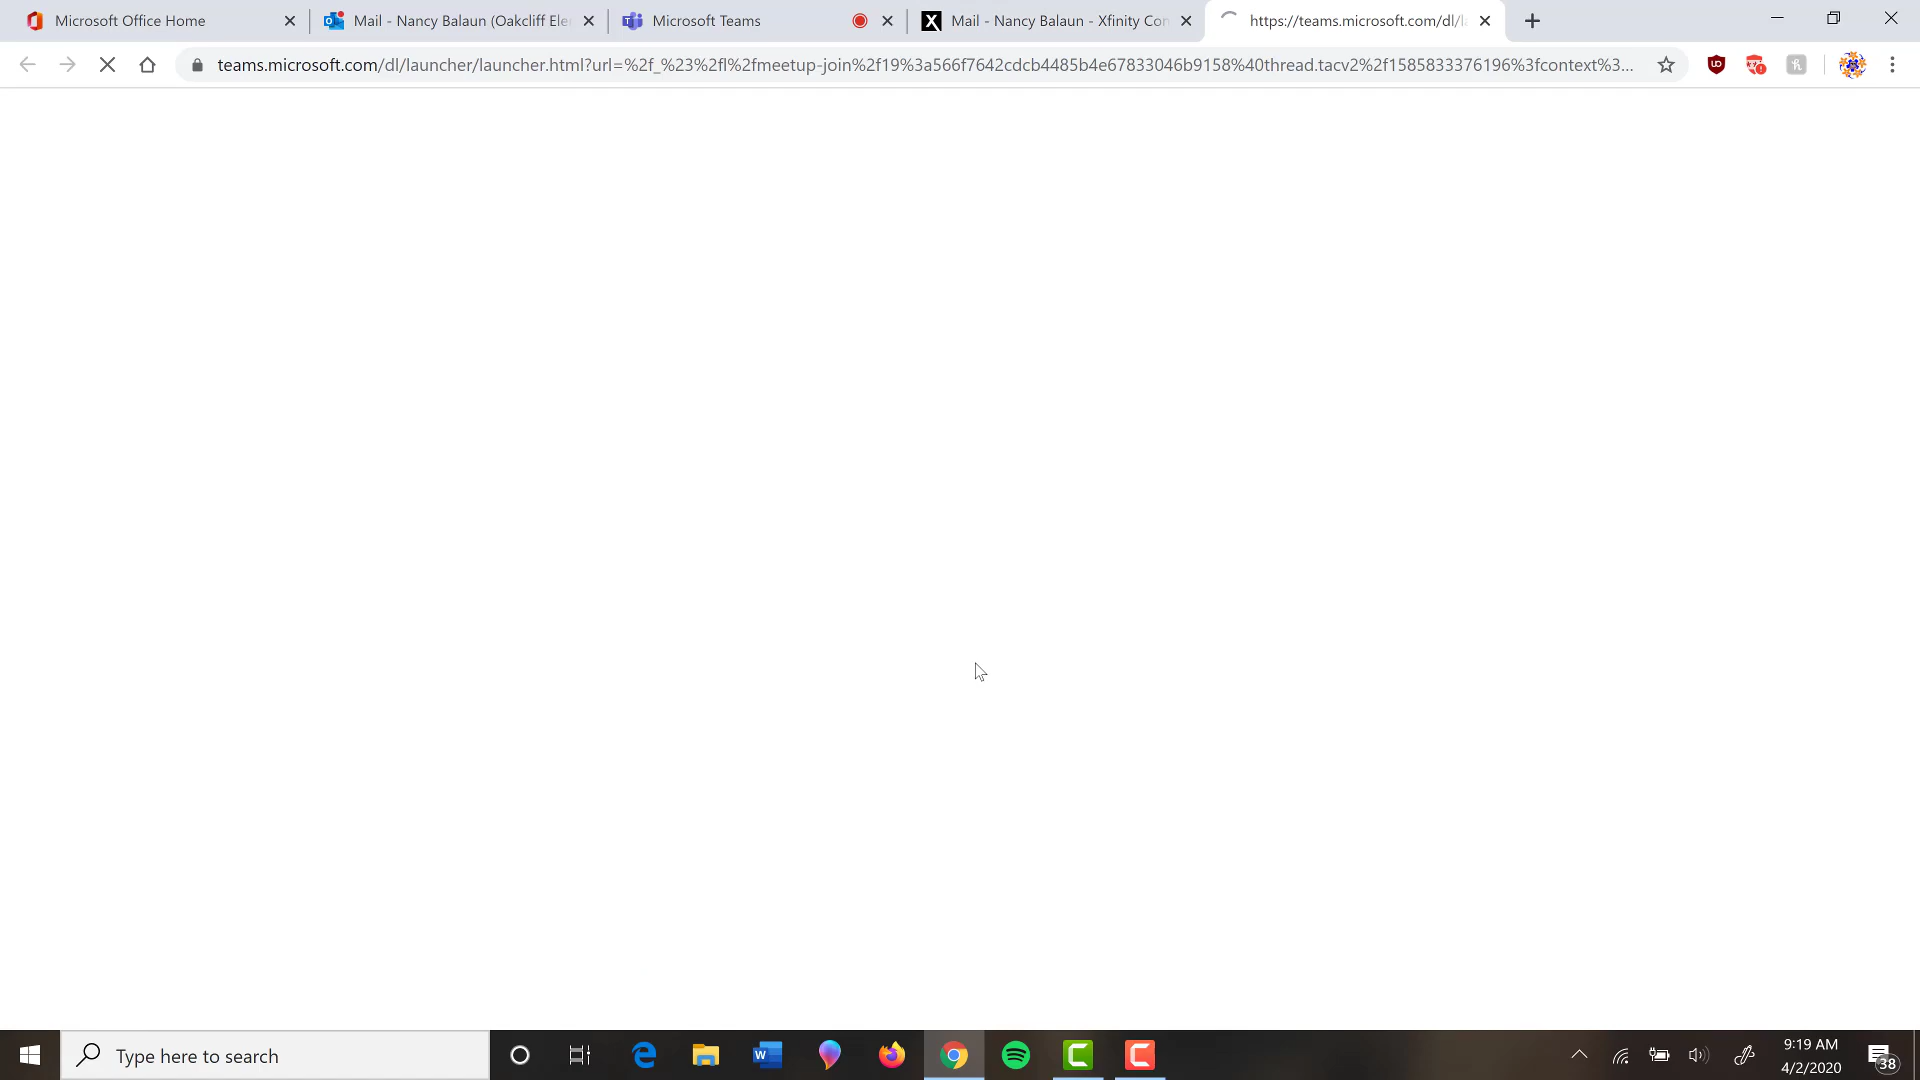 Microsoft Office Home
Mail - Nancy Balaun (Oakcliff Ele
Microsoft Teams
Mail - Nancy Balaun - Xfinity Con
https://teams.microsoft.com/dl/l
teams.microsoft.com/dl/launcher/launcher.html?url=%2f_%23%2fl%2fmeetup-join%2f19%3a566f7642cdcb4485b4e67833046b9158%40thread.tacv2%2f1585833376196%3fcontext%3...
Type here to search
9:19 AM
4/2/2020
38